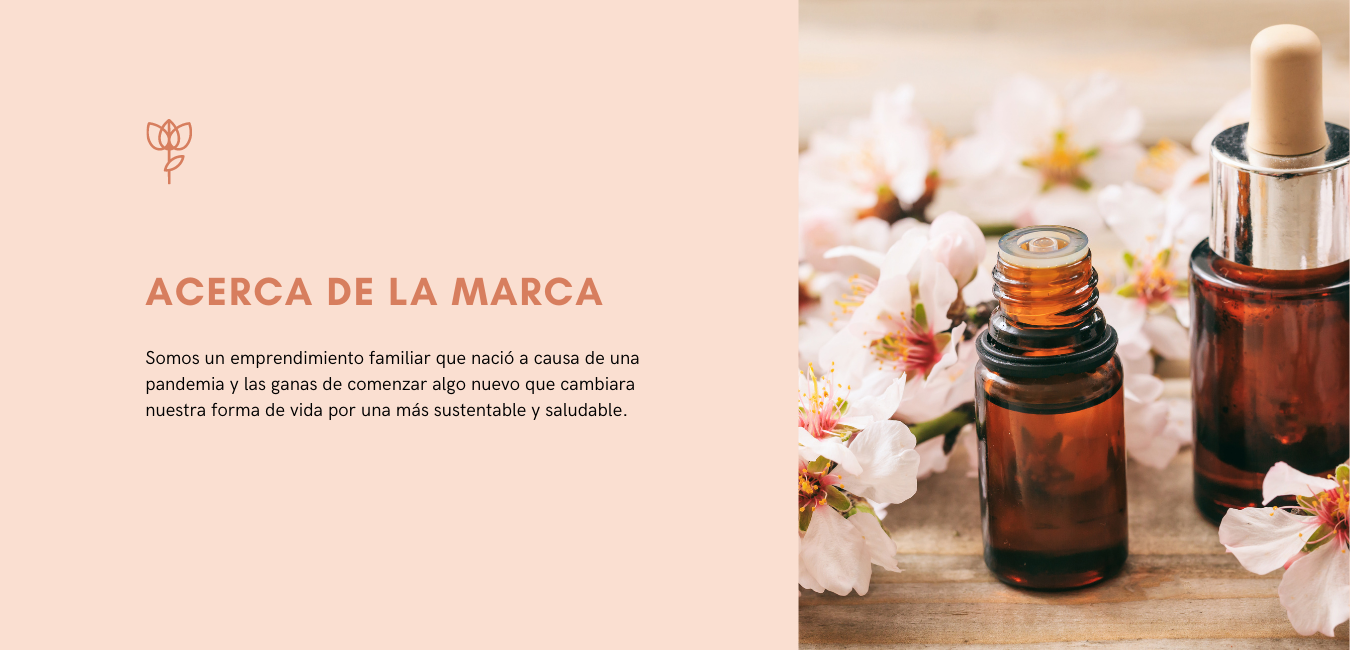 ACERCA DE LA MARCA
Somos un emprendimiento familiar que nació a causa de una
pandemia y las ganas de comenzar algo nuevo que cambiara
nuestra forma de vida por una más sustentable y saludable.